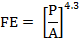 FE = [P/A]^4.3